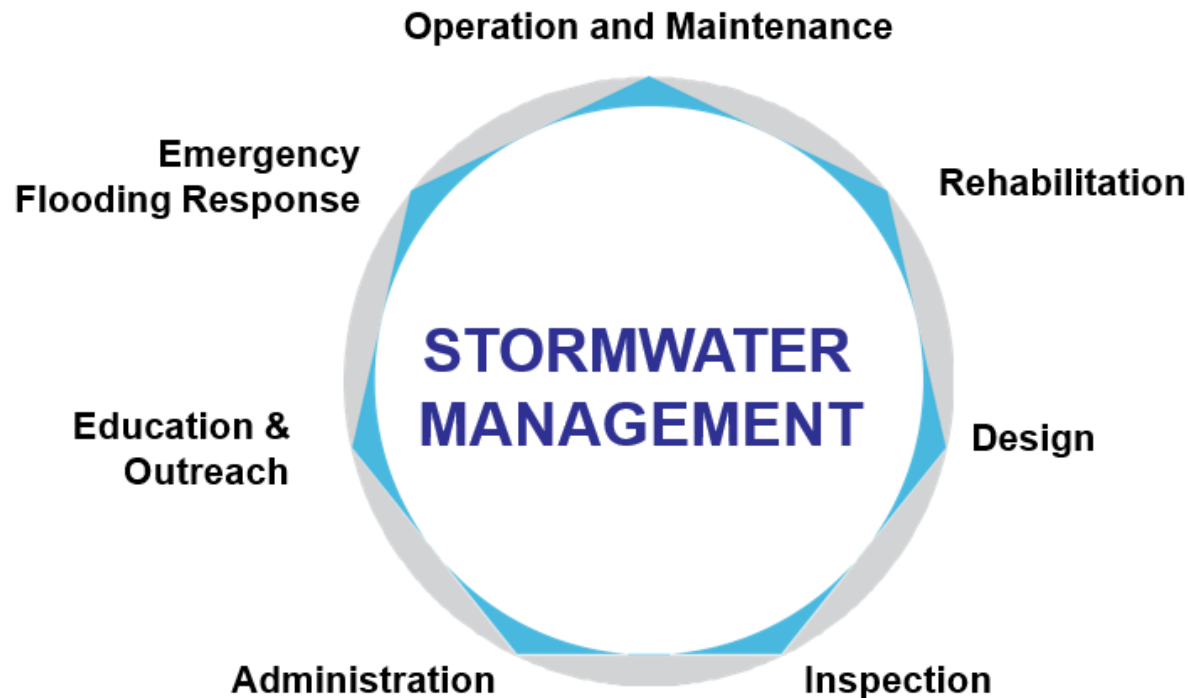 Operation and Maintenance
Emergency
Flooding Response
Rehabilitation
STORMWATER
MANAGEMENT
Education &
Outreach
Design
Administration
Inspection